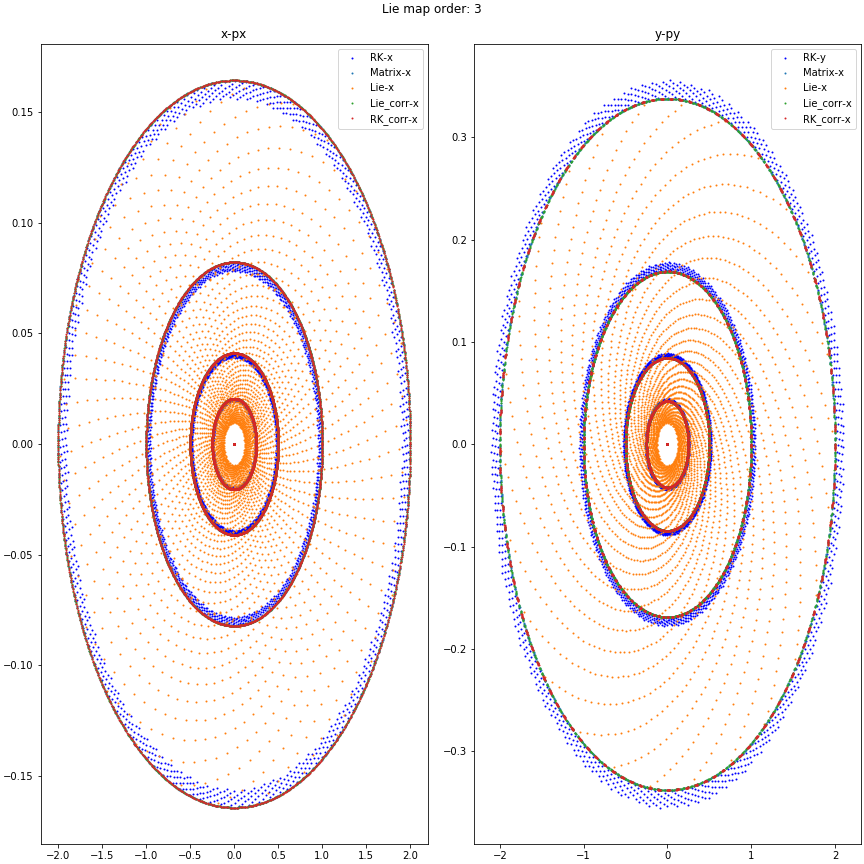 Lie map order: 3
x-px
RK-x
Matrix-x
Lie-x
Lie_corr-x
RK_corr-x
0.15
0.10
0.05
0.00
−0.05
−0.10
−0.15
−2.0 −1.5 −1.0 −0.5 0.0 0.5 1.0 1.5 2.0
y-py
RK-y
Matrix-x
Lie-x
Lie_corr-x
RK_corr-x
0.3
0.2
0.1
0.0
−0.1
−0.2
−0.3
−2 −1 0 1 2